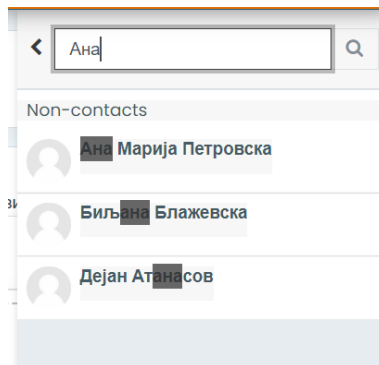 Ана
Non-contacts
Ана Марија Петровска
Биљана Блажевска
Дејан Атанасов